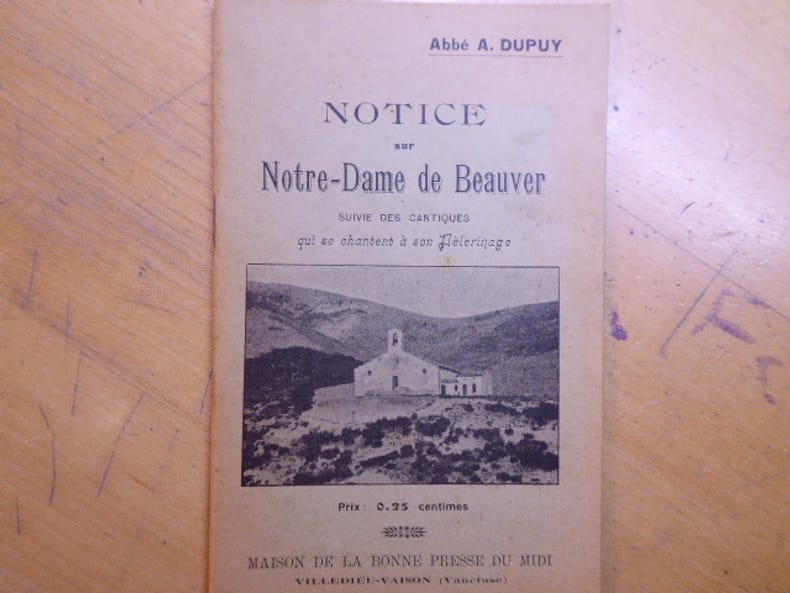 Abbé A. DUPUY
NOTICE
sur
Notre-Dame de Beauver
SUIVIE DES CANTIQUES
qui se chantent à son Pèlerinage
Prix : 0.25 centimes
MAISON DE LA BONNE PRESSE DU MIDI
VILLEDIEU-VAISON (Vaucluse)